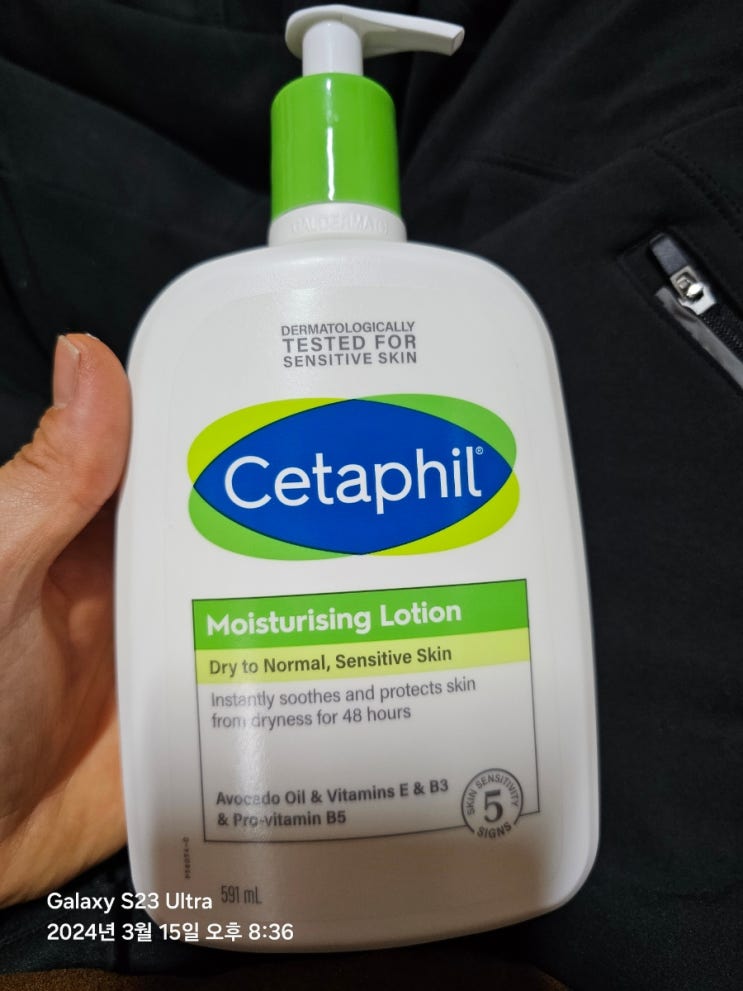 GALDERMA
DERMATOLOGICALLY
TESTED FOR
SENSITIVE SKIN
Cetaphil®
Moisturising Lotion
Dry to Normal, Sensitive Skin
Instantly soothes and protects skin
from dryness for 48 hours
Avocado Oil & Vitamins E & B3
& Pro-vitamin B5
SKIN SENSITIVITY
5
SIGNS
591 mL
Galaxy S23 Ultra
2024년 3월 15일 오후 8:36